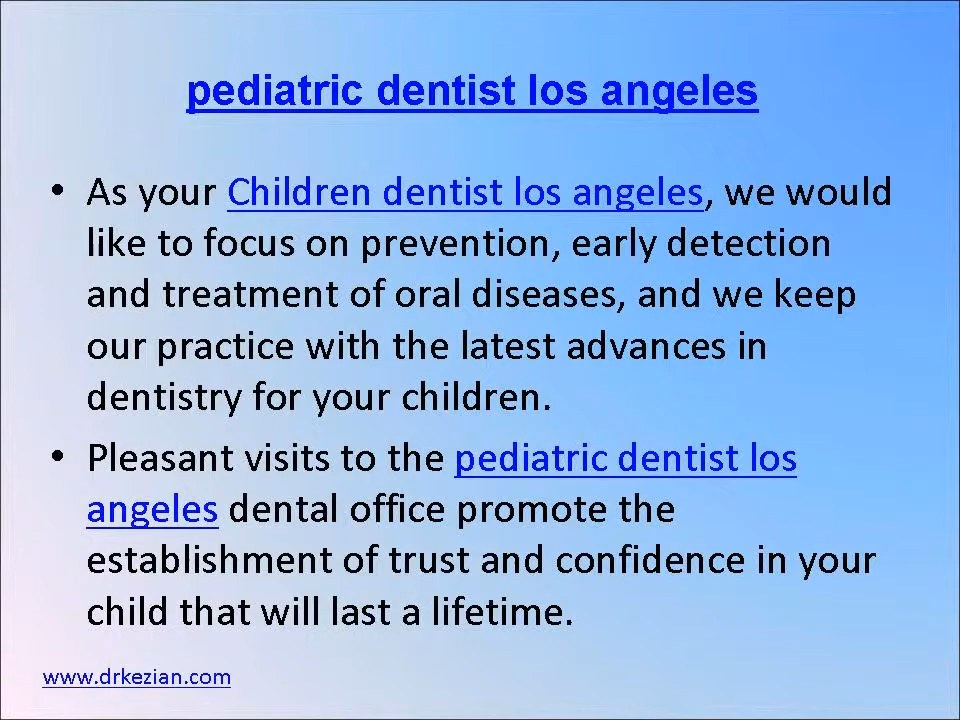 pediatric dentist los angeles
• As your Children dentist los angeles, we would
like to focus on prevention, early detection
and treatment of oral diseases, and we keep
our practice with the latest advances in
dentistry for your children.
• Pleasant visits to the pediatric dentist los
angeles dental office promote the
establishment of trust and confidence in your
child that will last a lifetime.
www.drkezian.com